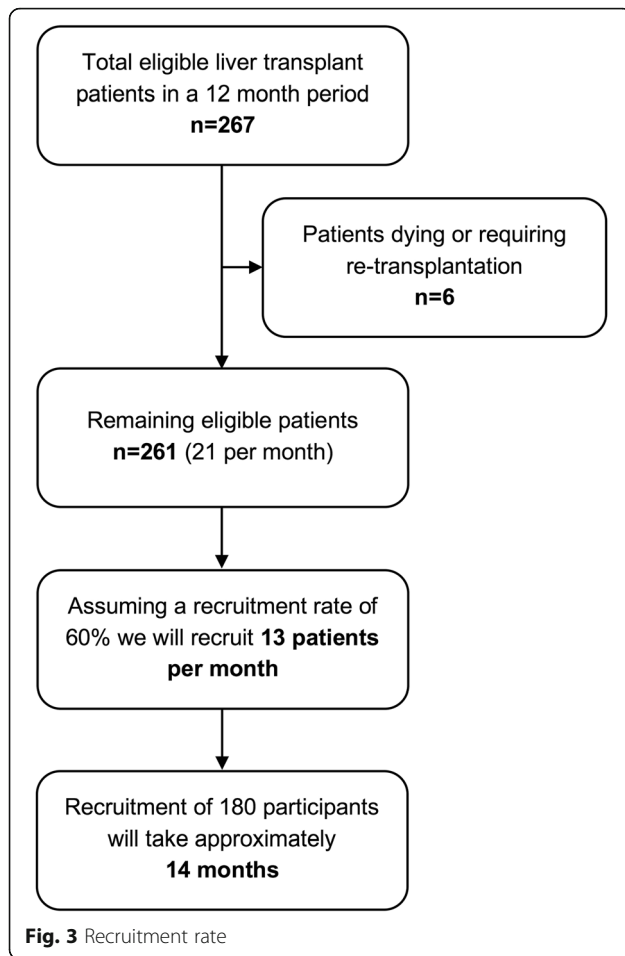 Total eligible liver transplant
patients in a 12 month period
n=267
Patients dying or requiring
re-transplantation
n=6
Remaining eligible patients
n=261 (21 per month)
Assuming a recruitment rate of
60% we will recruit 13 patients
per month
Recruitment of 180 participants
will take approximately
14 months
Fig. 3 Recruitment rate